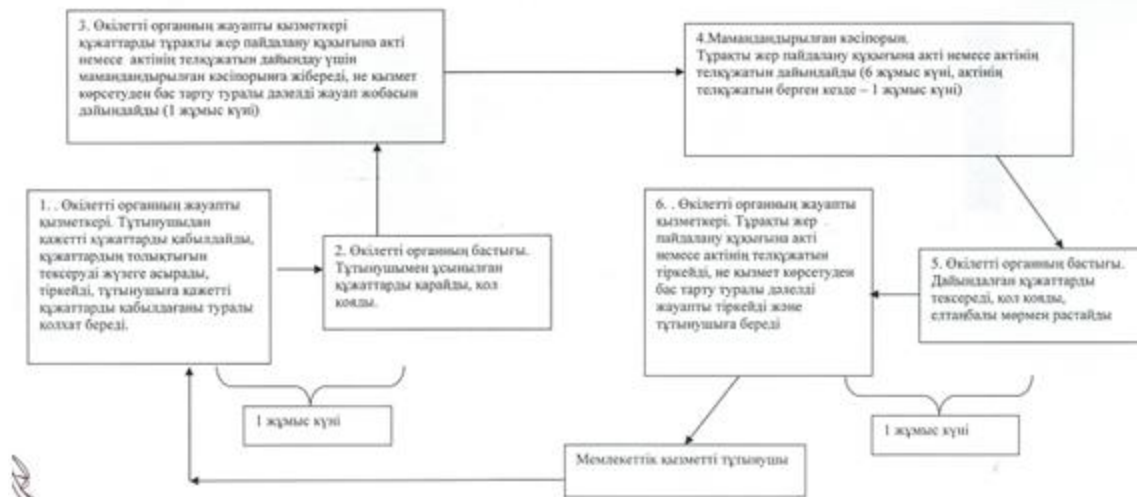 3. Өкілетті органның жауапты қызметкері
құжаттарды тұрақты жер пайдалану құқығына акті
немесе актінің телқұжатын дайындау үшін
мамандандырылған кәсіпорынға жібереді, не қызмет
көрсетуден бас тарту туралы дәлелді жауап жобасын
дайындайды (1 жұмыс күні)
4.Мамандандырылған кәсіпорын.
Тұрақты жер пайдалану құқығына акті немесе актінің
телқұжатын дайындайды (6 жұмыс күні, актінің
телқұжатын берген кезде – 1 жұмыс күні)
1. . Өкілетті органның жауапты
қызметкері. Тұтынушыдан
қажетті құжаттарды қабылдайды,
құжаттардың толықтығын
тексеруді жүзеге асырады,
тіркейді, тұтынушыға қажетті
құжаттарды қабылдағаны туралы
қолхат береді.
2. Өкілетті органның бастығы.
Тұтынушымен ұсынылған
құжаттарды қарайды, қол
қояды.
6. . Өкілетті органның жауапты
қызметкері. Тұрақты жер
пайдалану құқығына акті
немесе актінің телқұжатын
тіркейді, не қызмет көрсетуден
бас тарту туралы дәлелді
жауапты тіркейді және
тұтынушыға береді
5. Өкілетті органның бастығы.
Дайындалған құжаттарды
тексереді, қол қояды,
елтаңбалы мөрмен растайды
1 жұмыс күні
1 жұмыс күні
Мемлекеттік қызметті тұтынушы